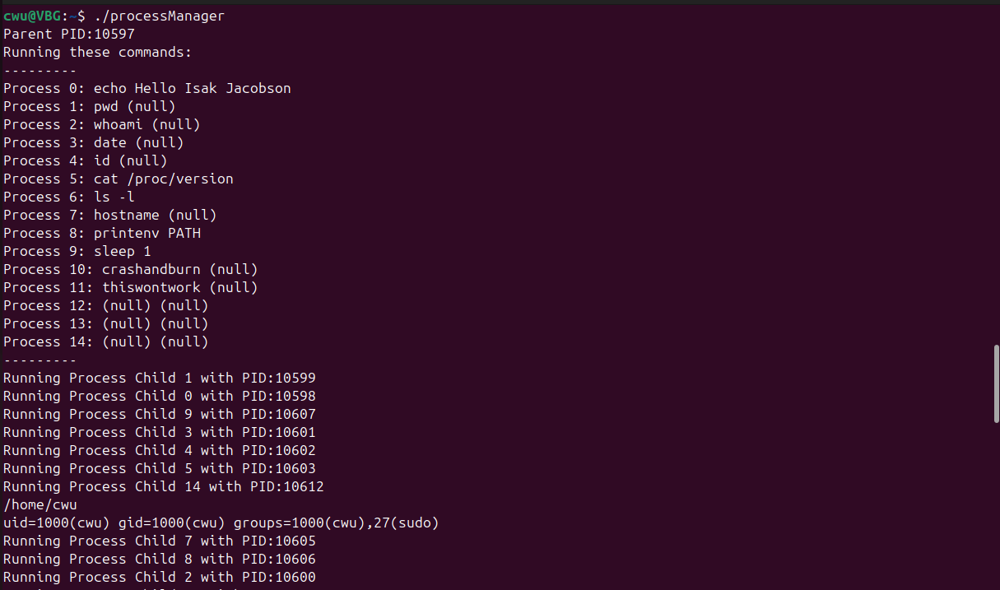 cwu@VBG:~$ ./processManager
Parent PID:10597
Running these commands:
---------
Process 0: echo Hello Isak Jacobson
Process 1: pwd (null)
Process 2: whoami (null)
Process 3: date (null)
Process 4: id (null)
Process 5: cat /proc/version
Process 6: ls -l
Process 7: hostname (null)
Process 8: printenv PATH
Process 9: sleep 1
Process 10: crashandburn (null)
Process 11: thiswontwork (null)
Process 12: (null) (null)
Process 13: (null) (null)
Process 14: (null) (null)
---------
Running Process Child 1 with PID:10599
Running Process Child 0 with PID:10598
Running Process Child 9 with PID:10607
Running Process Child 3 with PID:10601
Running Process Child 4 with PID:10602
Running Process Child 5 with PID:10603
Running Process Child 14 with PID:10612
/home/cwu
uid=1000(cwu) gid=1000(cwu) groups=1000(cwu),27(sudo)
Running Process Child 7 with PID:10605
Running Process Child 8 with PID:10606
Running Process Child 2 with PID:10600